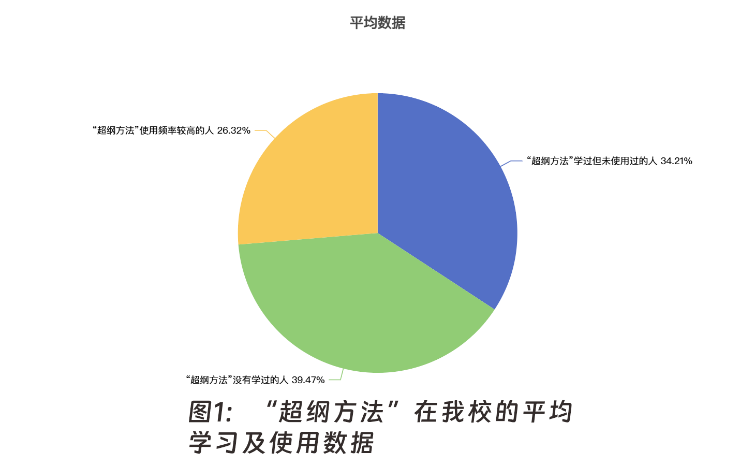 平均数据
“超纲方法”使用频率较高的人 26.32%
“超纲方法”学过但未使用过的人 34.21%
“超纲方法”没有学过的人 39.47%
图1：“超纲方法”在我校的平均
学习及使用数据